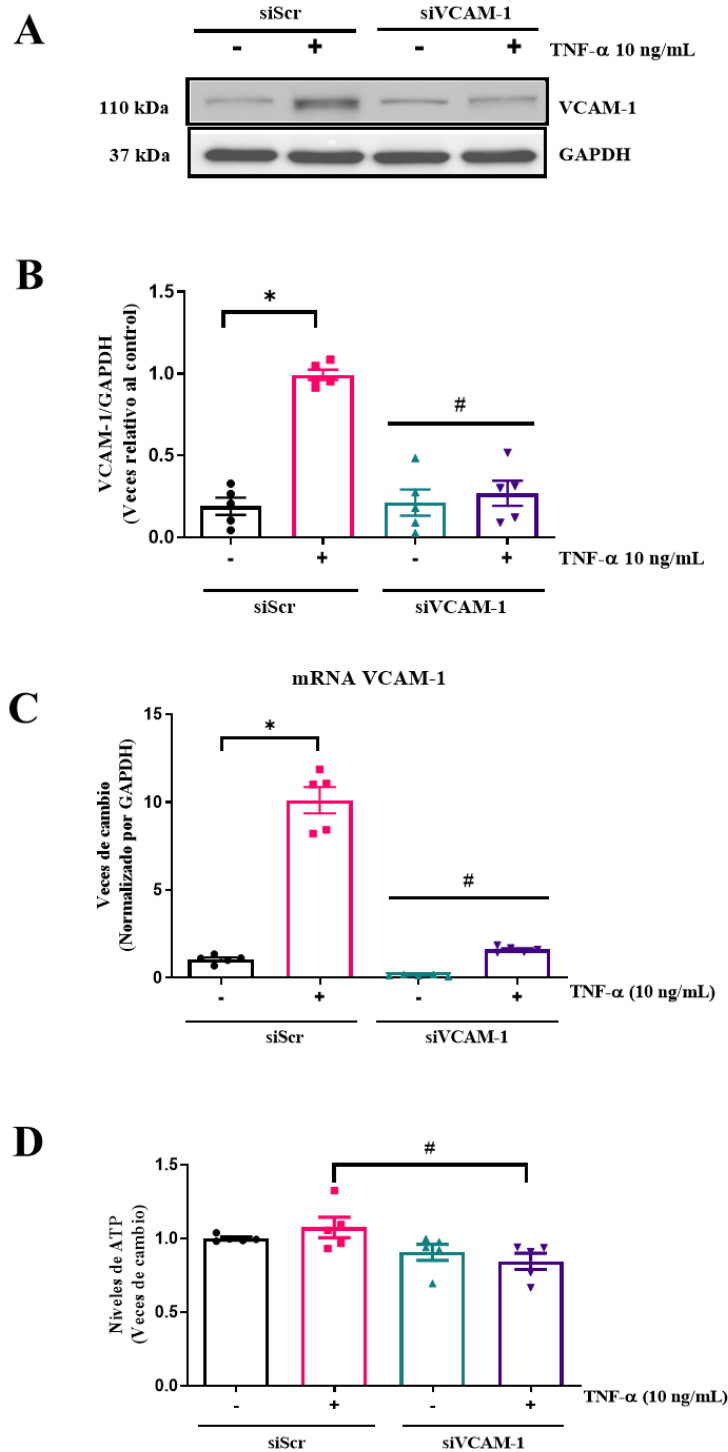 A
siScr siVCAM-1
- + - + TNF-α 10 ng/mL
110 kDa VCAM-1
37 kDa GAPDH
B
VCAM-1/GAPDH
(Veces relativo al control)
1.5
1.0
0.5
0.0
*
#
- + - + TNF-α 10 ng/mL
siScr siVCAM-1
C
mRNA VCAM-1
Veces de cambio
(Normalizado por GAPDH)
15
10
5
0
*
#
- + - + TNF-α (10 ng/mL)
siScr siVCAM-1
D
Niveles de ATP
(Veces de cambio)
1.5
1.0
0.5
0.0
#
- + - + TNF-α (10 ng/mL)
siScr siVCAM-1